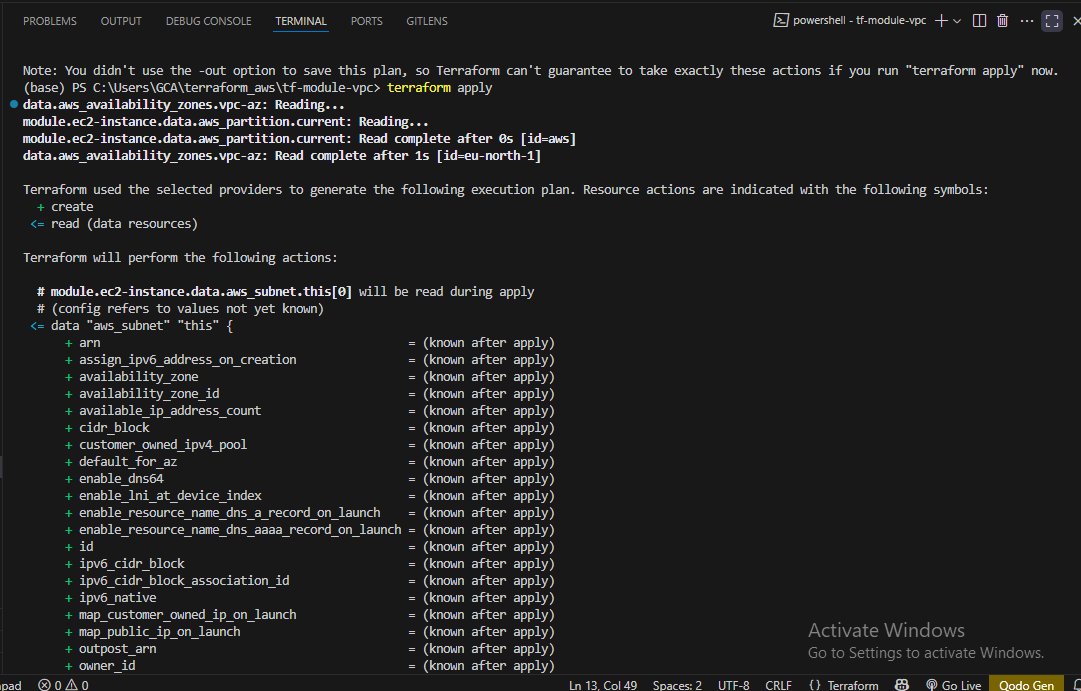 PROBLEMS OUTPUT DEBUG CONSOLE TERMINAL PORTS GITLENS powershell - tf-module-vpc
Note: You didn't use the -out option to save this plan, so Terraform can't guarantee to take exactly these actions if you run "terraform apply" now.
(base) PS C:\Users\GCA\terraform_aws\tf-module-vpc> terraform apply
data.aws_availability_zones.vpc-az: Reading...
module.ec2-instance.data.aws_partition.current: Reading...
module.ec2-instance.data.aws_partition.current: Read complete after 0s [id=aws]
data.aws_availability_zones.vpc-az: Read complete after 1s [id=eu-north-1]
Terraform used the selected providers to generate the following execution plan. Resource actions are indicated with the following symbols:
+ create
<= read (data resources)
Terraform will perform the following actions:
# module.ec2-instance.data.aws_subnet.this[0] will be read during apply
# (config refers to values not yet known)
<= data "aws_subnet" "this" {
+ arn = (known after apply)
+ assign_ipv6_address_on_creation = (known after apply)
+ availability_zone = (known after apply)
+ availability_zone_id = (known after apply)
+ available_ip_address_count = (known after apply)
+ cidr_block = (known after apply)
+ customer_owned_ipv4_pool = (known after apply)
+ default_for_az = (known after apply)
+ enable_dns64 = (known after apply)
+ enable_lni_at_device_index = (known after apply)
+ enable_resource_name_dns_a_record_on_launch = (known after apply)
+ enable_resource_name_dns_aaaa_record_on_launch = (known after apply)
+ id = (known after apply)
+ ipv6_cidr_block = (known after apply)
+ ipv6_cidr_block_association_id = (known after apply)
+ ipv6_native = (known after apply)
+ map_customer_owned_ip_on_launch = (known after apply)
+ map_public_ip_on_launch = (known after apply)
+ outpost_arn = (known after apply)
+ owner_id = (known after apply)
Activate Windows
Go to Settings to activate Windows.
npad 0 0 Ln 13, Col 49 Spaces: 2 UTF-8 CRLF {} Terraform Go Live Qodo Gen